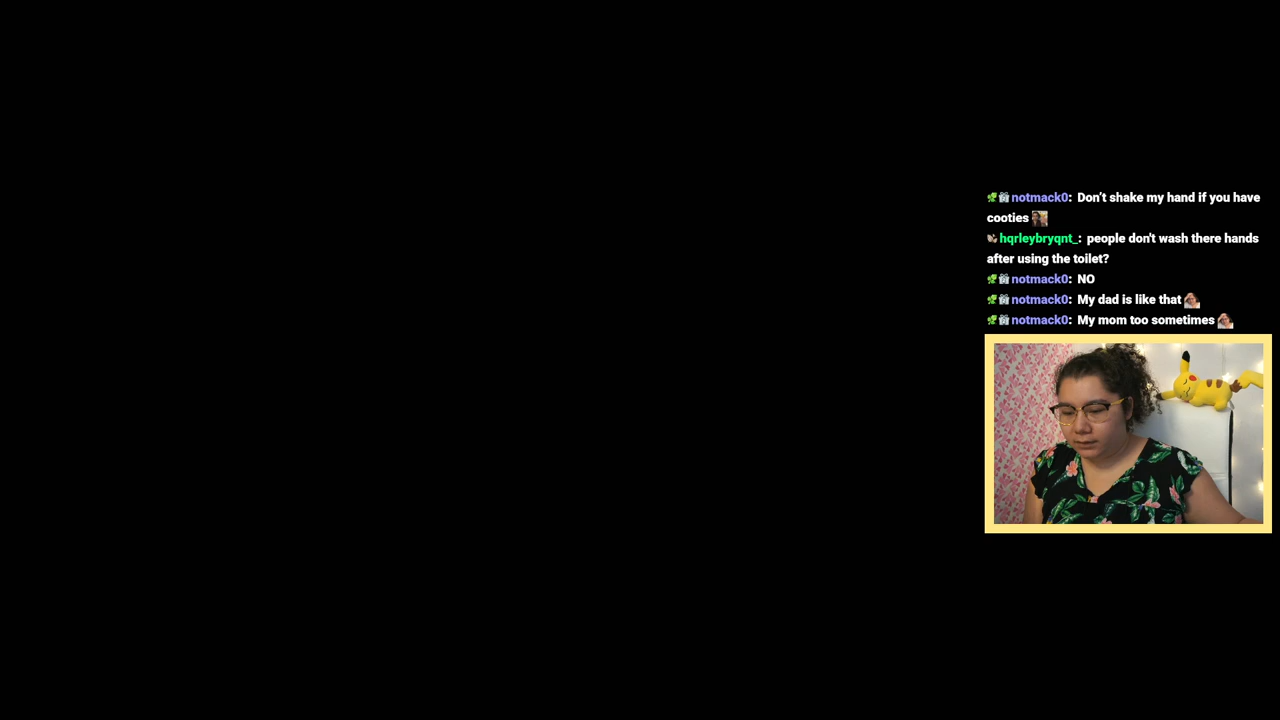 notmack0: Don't shake my hand if you have
cooties
hqrleybryqnt_: people don't wash there hands
after using the toilet?
notmack0: NO
notmack0: My dad is like that
notmack0: My mom too sometimes